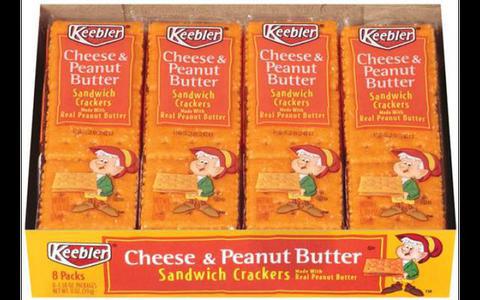 Keebler
Cheese & Peanut
Butter
Sandwich
Crackers
Made With
Real Peanut Butter
Keebler
Cheese & Peanut
Butter
Sandwich
Crackers
Made With
Real Peanut Butter
Keebler
Cheese & Peanut
Butter
Sandwich
Crackers
Made With
Real Peanut Butter
Keebler
Cheese & Peanut
Butter
Sandwich
Crackers
Made With
Real Peanut Butter
Keebler
Cheese & Peanut Butter
Sandwich Crackers
Made With
Real Peanut Butter
8 Packs